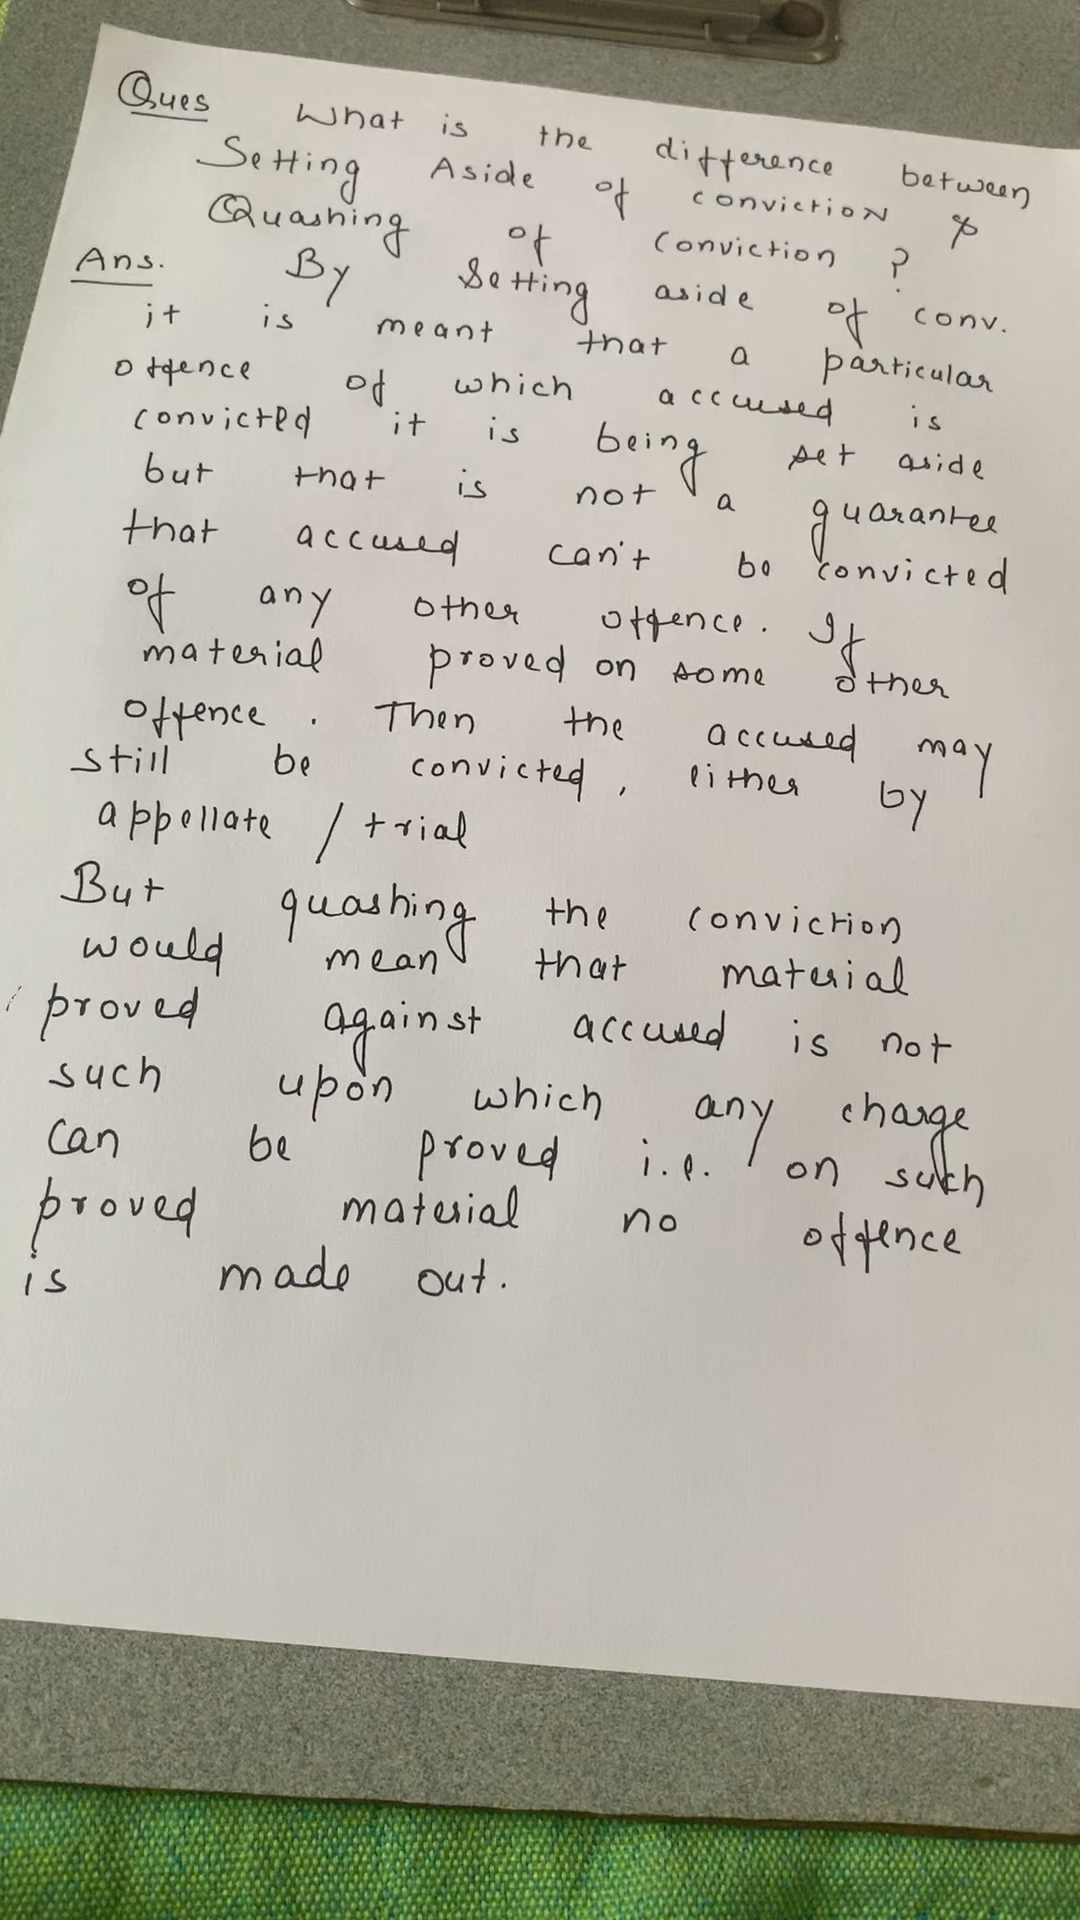 Ques What is the difference between
Setting Aside of conviction &
Quashing of conviction ?
Ans. By Setting aside of conv.
it is meant that a particular
offence of which accused is
convicted it is being set aside
but that is not a guarantee
that accused can't be convicted
of any other offence. If
material proved on some other
offence. Then the accused may
still be convicted, either by
appellate / trial
But quashing the conviction
would mean that material
proved against accused is not
such upon which any charge
can be proved i.e. on such
proved material no offence
is made out.